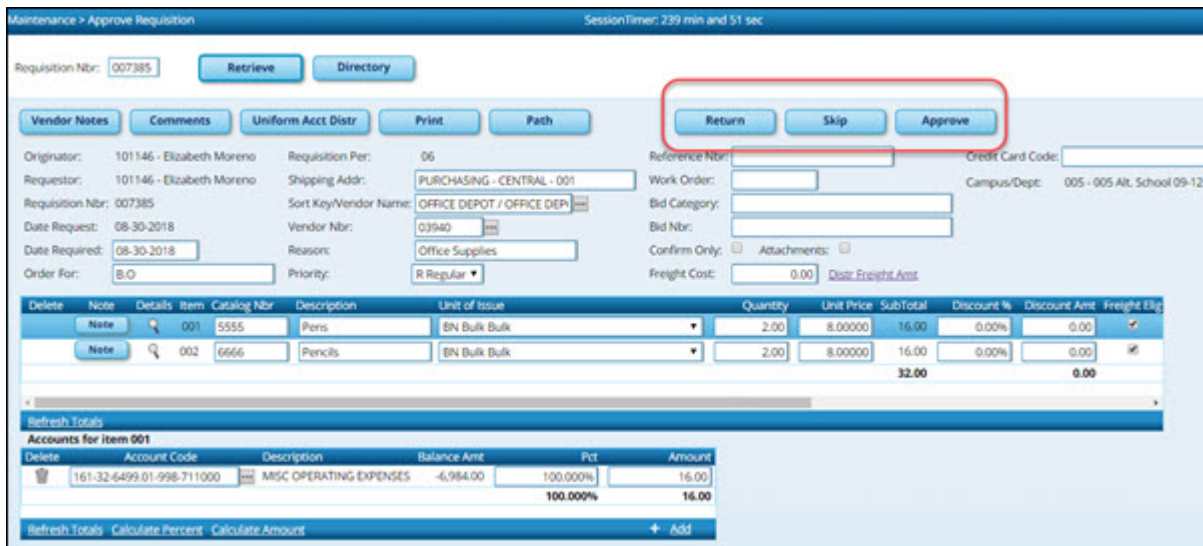 Maintenance > Approve Requisition SessionTimer: 239 min and 51 sec
Requisition Nbr: 007385 Retrieve Directory
Vendor Notes Comments Uniform Acct Distr Print Path Return Skip Approve
Originator: 101146 - Elizabeth Moreno Requisition Per: 06 Reference Nbr: Credit Card Code:
Requestor: 101146 - Elizabeth Moreno Shipping Addr: PURCHASING - CENTRAL - 001 Work Order: Campus/Dept: 005 - 005 Alt. School 09-12
Requisition Nbr: 007385 Sort Key/Vendor Name: OFFICE DEPOT / OFFICE DEP Bid Category:
Date Request: 08-30-2018 Vendor Nbr: 03940 Bid Nbr:
Date Required: 08-30-2018 Reason: Office Supplies Confirm Only: Attachments:
Order For: B.O Priority: R Regular Freight Cost: 0.00 Distr Freight Amt
Delete Note Details Item Catalog Nbr Description Unit of Issue Quantity Unit Price SubTotal Discount % Discount Amt Freight Elig
Note 001 5555 Pens BN Bulk Bulk 2.00 8.00000 16.00 0.00% 0.00
Note 002 6666 Pencils BN Bulk Bulk 2.00 8.00000 16.00 0.00% 0.00
32.00 0.00
Refresh Totals
Accounts for item 001
Delete Account Code Description Balance Amt Pct Amount
161-32-6499.01-998-711000 MISC OPERATING EXPENSES -6,984.00 100.000% 16.00
100.000% 16.00
Refresh Totals Calculate Percent Calculate Amount + Add